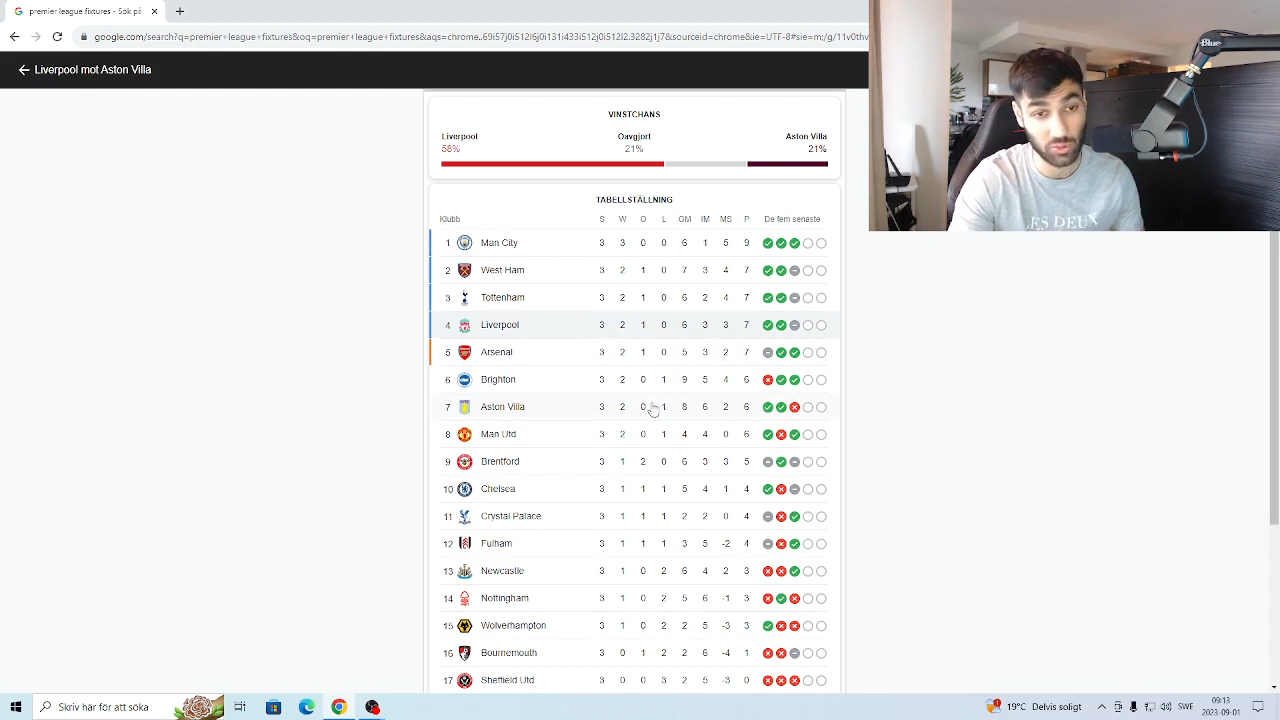 premier league fixtures - Sök på
google.com/search?q=premier+league+fixtures&oq=premier+league+fixtures&aqs=chrome..69i57j0i512l6j0i131i433i512j0i512l2.3282j1j7&sourceid=chrome&ie=UTF-8#sie=m;/g/11v0thv
Liverpool mot Aston Villa
Blue
LES DEUX
VINSTCHANS
Liverpool Oavgjort Aston Villa
58% 21% 21%
TABELLSTÄLLNING
Klubb S W O L GM IM MS P De fem senaste
1 Man City 3 3 0 0 6 1 5 9
2 West Ham 3 2 1 0 7 3 4 7
3 Tottenham 3 2 1 0 6 2 4 7
4 Liverpool 3 2 1 0 6 3 3 7
5 Arsenal 3 2 1 0 5 3 2 7
6 Brighton 3 2 0 1 9 5 4 6
7 Aston Villa 3 2 0 1 8 6 2 6
8 Man Utd 3 2 0 1 4 4 0 6
9 Brentford 3 1 2 0 6 3 3 5
10 Chelsea 3 1 1 1 5 4 1 4
11 Crystal Palace 3 1 1 1 2 2 0 4
12 Fulham 3 1 1 1 3 5 -2 4
13 Newcastle 3 1 0 2 6 4 2 3
14 Nottingham 3 1 0 2 5 6 -1 3
15 Wolverhampton 3 1 0 2 2 5 -3 3
16 Bournemouth 3 0 1 2 2 6 -4 1
17 Sheffield Utd 3 0 0 3 2 5 -3 0
Skriv här för att söka
1
19°C Delvis soligt
SWE
09:13
2023-09-01